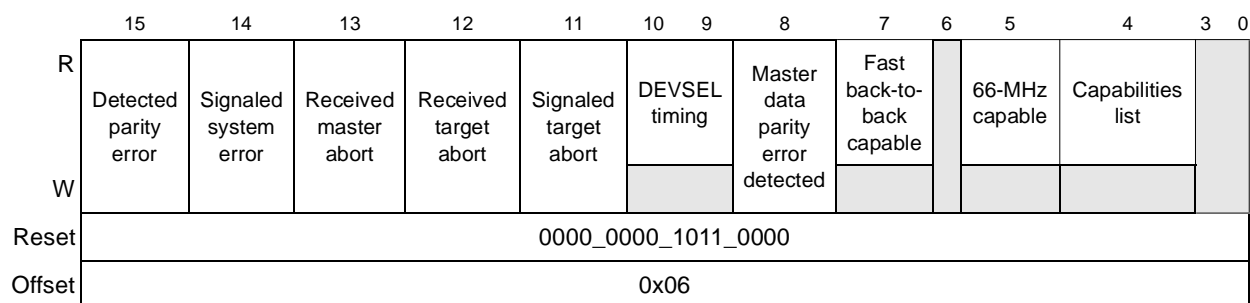 15 14 13 12 11 10 9 8 7 6 5 4 3 0
R
W
Detected
parity
error
Signaled
system
error
Received
master
abort
Received
target
abort
Signaled
target
abort
DEVSEL
timing
Master
data
parity
error
detected
Fast
back-to-
back
capable
66-MHz
capable
Capabilities
list
Reset 0000_0000_1011_0000
Offset 0x06